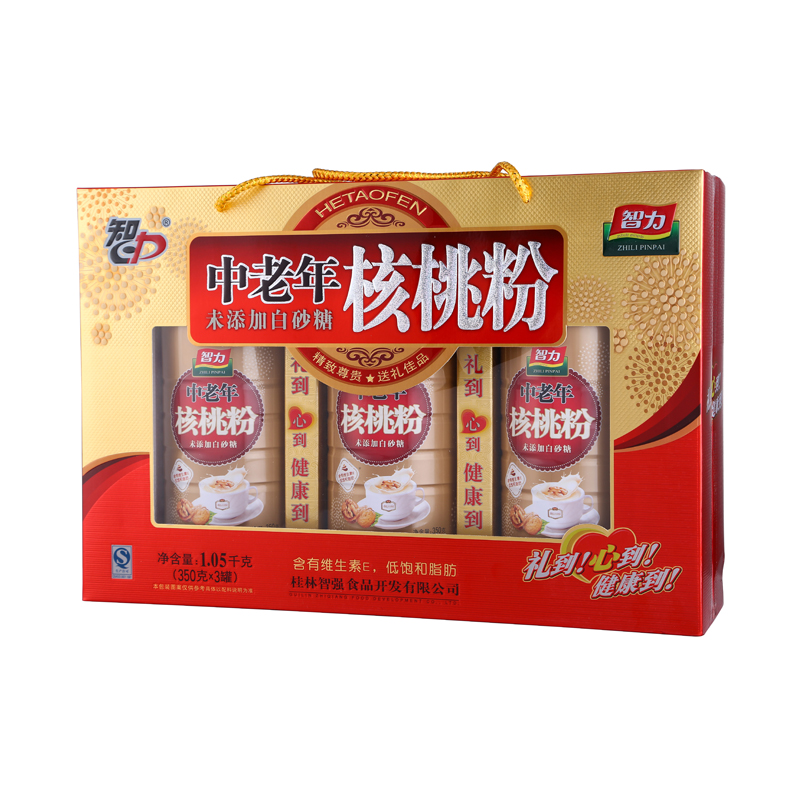 智
®
HETAOFEN
智力
ZHILI PINPAI
中老年核桃粉
未添加白砂糖
精致尊贵★送礼佳品
智力
ZHILI PINPAI
中老年
核桃粉
未添加白砂糖
礼到心到健康到
智力
ZHILI PINPAI
中老年
核桃粉
未添加白砂糖
礼到心到健康到
智力
ZHILI PINPAI
中老年
核桃粉
未添加白砂糖
净含量:1.05千克
(350克×3罐)
含有维生素E，低饱和脂肪
桂林智强食品开发有限公司
礼到!心到!
健康到!